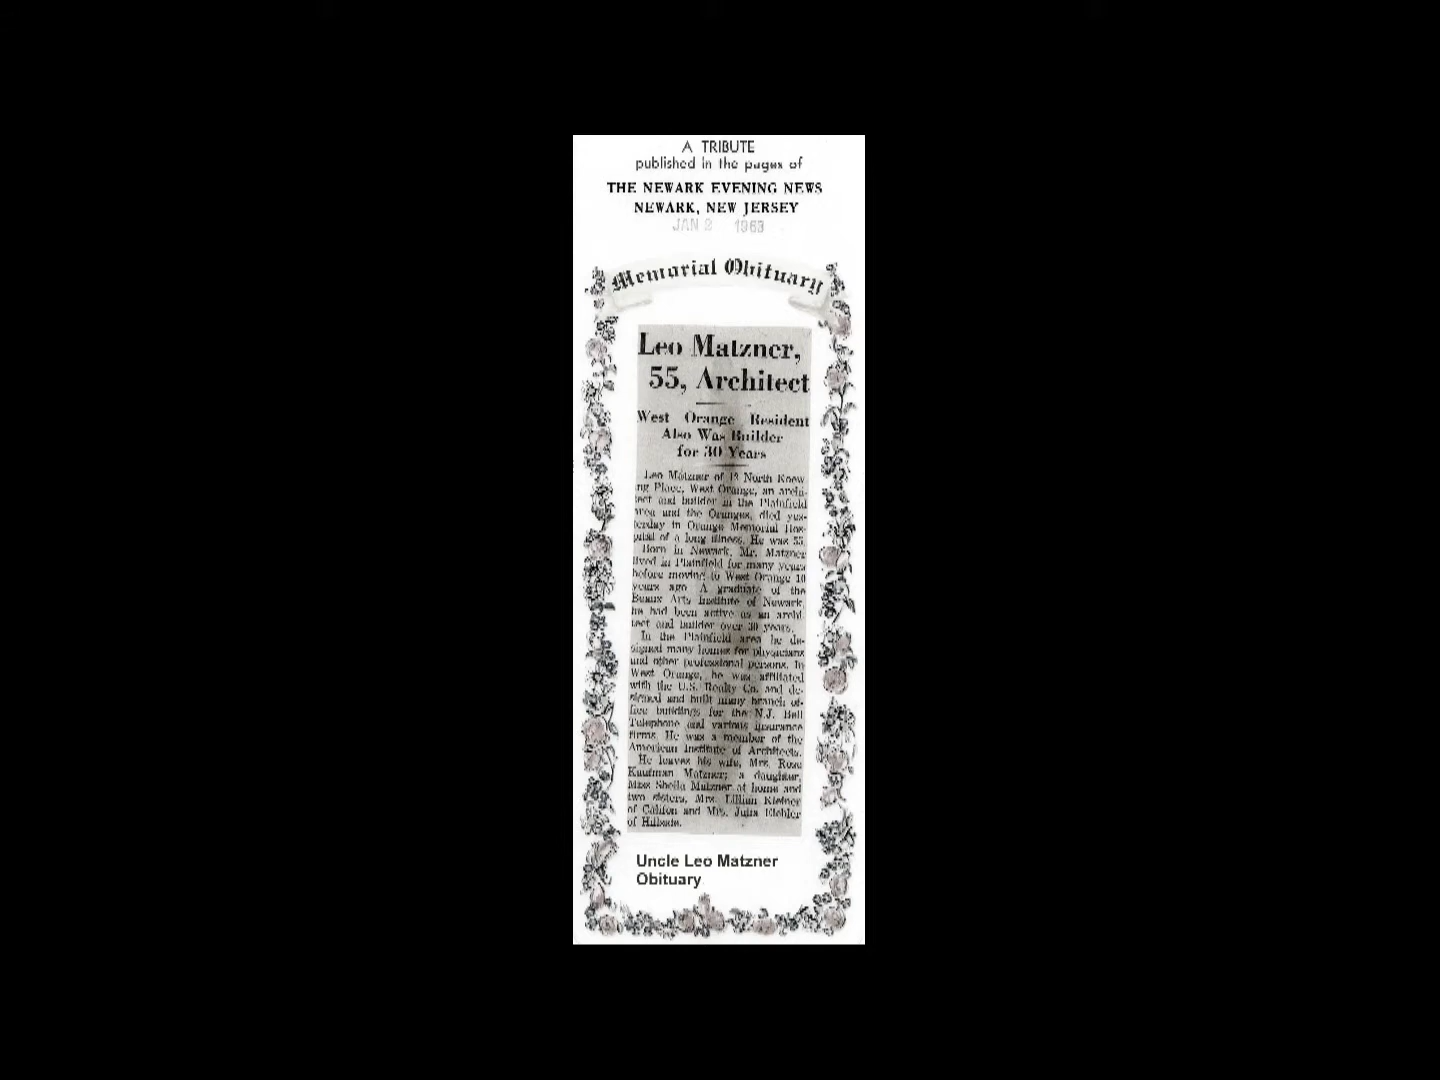 A TRIBUTE
published in the pages of
THE NEWARK EVENING NEWS
NEWARK, NEW JERSEY
JAN 2 1963
Memorial Obituary
Leo Matzner,
55, Architect
West Orange Resident
Also Was Builder
for 30 Years
Leo Matzner of North
Place, West Orange, an archi-
tect and builder in the Plainfield
area and the Oranges, died yes-
terday in Orange Memorial Hos-
pital of a long illness. He was 55.
Born in Newark, Mr. Matzner
lived in Plainfield for many years
before moving to West Orange 10
years ago. A graduate of the
Beaux Arts Institute of Newark,
he had been active as an archi-
tect and builder over 30 years.
In the Plainfield area he de-
signed many homes for physicians
and other professional persons. In
West Orange, he was affiliated
with the U.S. Realty Co. and de-
signed and built many branch of-
fice buildings for the N.J. Bell
Telephone and various insurance
firms. He was a member of the
American Institute of Architects.
He leaves his wife, Mrs. Rose
Kaufman Matzner; a daughter,
Miss Sheila Matzner at home and
two sisters, Mrs. Lillian
of Califon and Mrs. Julia
of Hillside.
Uncle Leo Matzner
Obituary